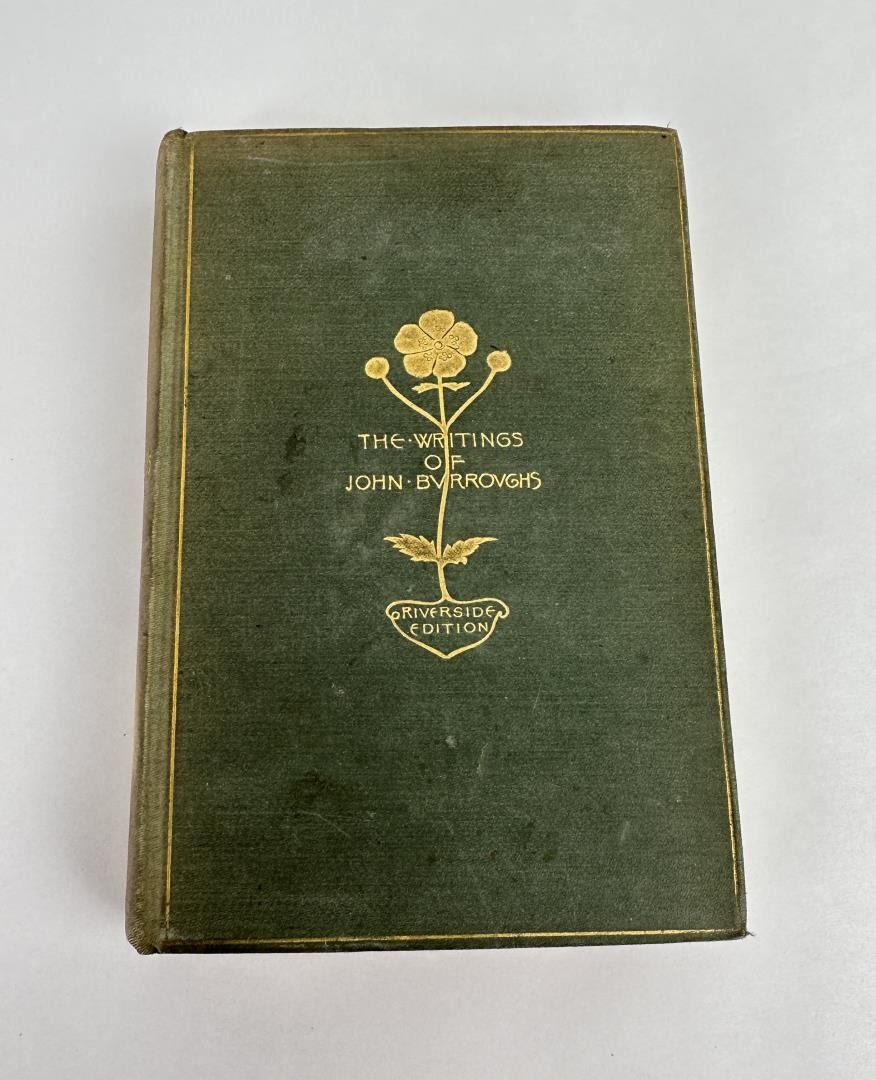 THE·WRITINGS
OF
JOHN·BVRROVGHS
RIVERSIDE
EDITION